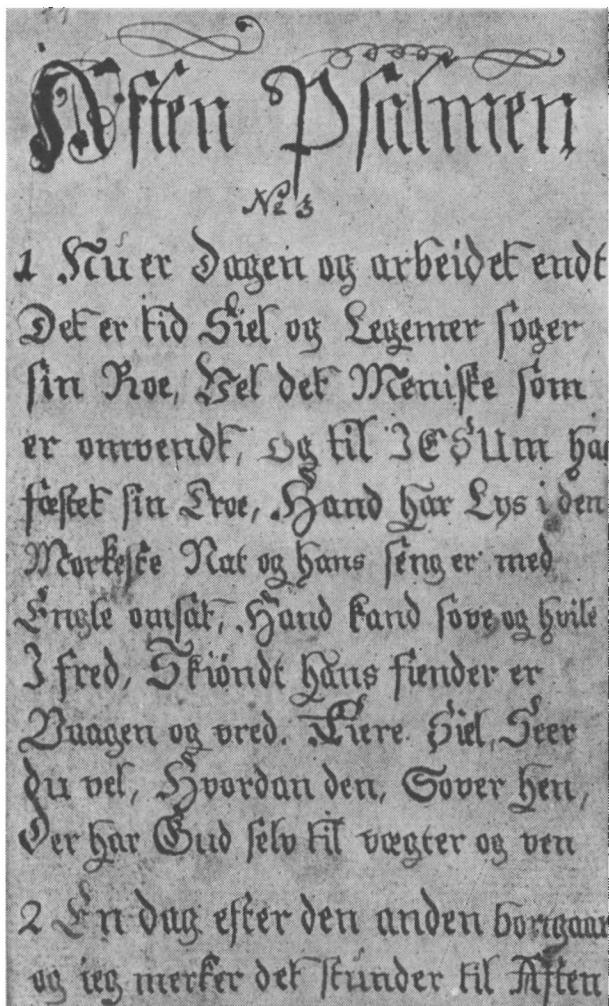 Aften Psalmen
No 3
1 Nu er Dagen og arbeidet endt
Det er tid Siel og Legemer soger
sin Roe, Vel det Meniske som
er omvendt, og til JESUm har
fæstet sin Troe, Hand har Lys i den
Morkeste Nat og hans seng er med
Engle omsat, Hand kand sove og hvile
I fred, Skiøndt hans fiender er
Vaagen og vred. Kiere Siel, Seer
du vel, Hvordan den, Sover hen,
Der har Gud selv til vægter og ven
2 En dag efter den anden bortgaar
og ieg merker det stunder til Aften